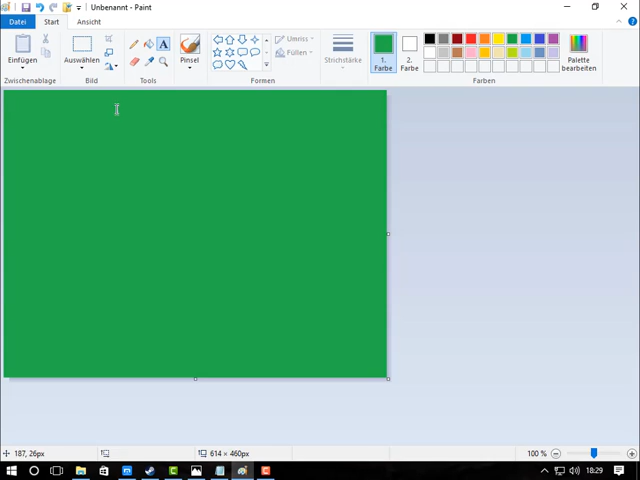 Unbenannt - Paint
Datei Start Ansicht
Einfügen Auswählen Pinsel Umriss Füllen Strichstärke 1. Farbe 2. Farbe Palette bearbeiten
Zwischenablage Bild Tools Formen Farben
187, 26px 614 × 460px 100 %
18:29